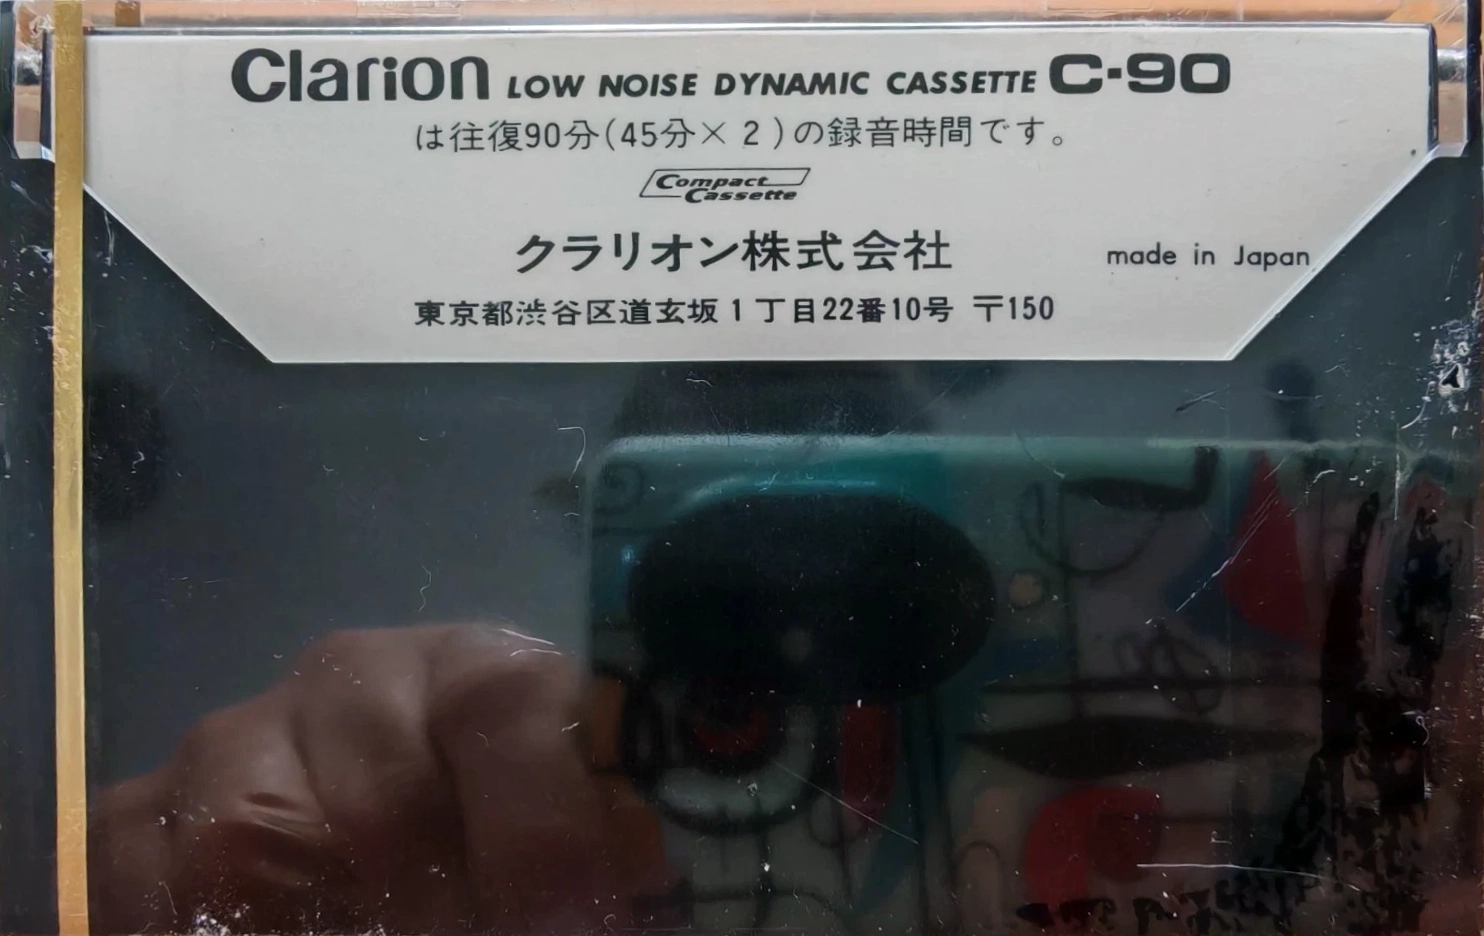 Clarion LOW NOISE DYNAMIC CASSETTE C-90
は往復90分(45分×2)の録音時間です。
Compact
Cassette
クラリオン株式会社 made in Japan
東京都渋谷区道玄坂1丁目22番10号 〒150